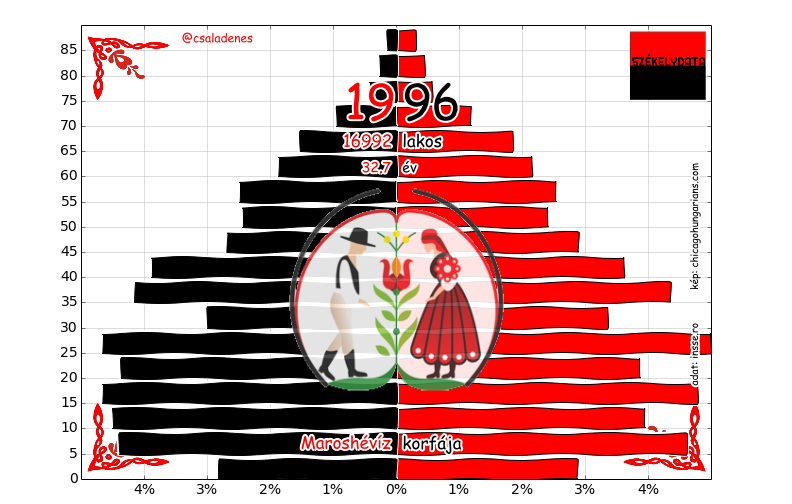 @csaladenes
SZÉKELYDATA
1996
16992 lakos
32,7 év
kép: chicagohungarians.com
adat: insse.ro
Maroshévíz korfája
85
80
75
70
65
60
55
50
45
40
35
30
25
20
15
10
5
0
4% 3% 2% 1% 0% 1% 2% 3% 4%